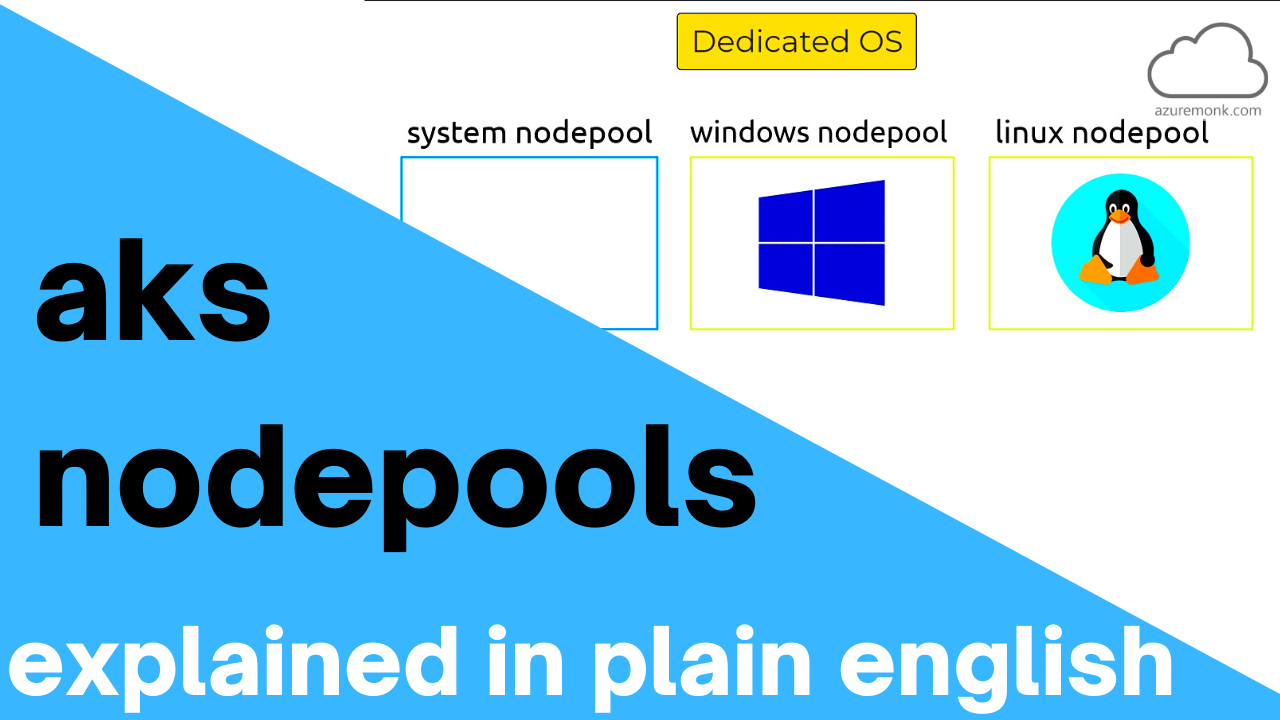 Dedicated OS
azuremonk.com
system nodepool
windows nodepool
linux nodepool
aks
nodepools
explained in plain english